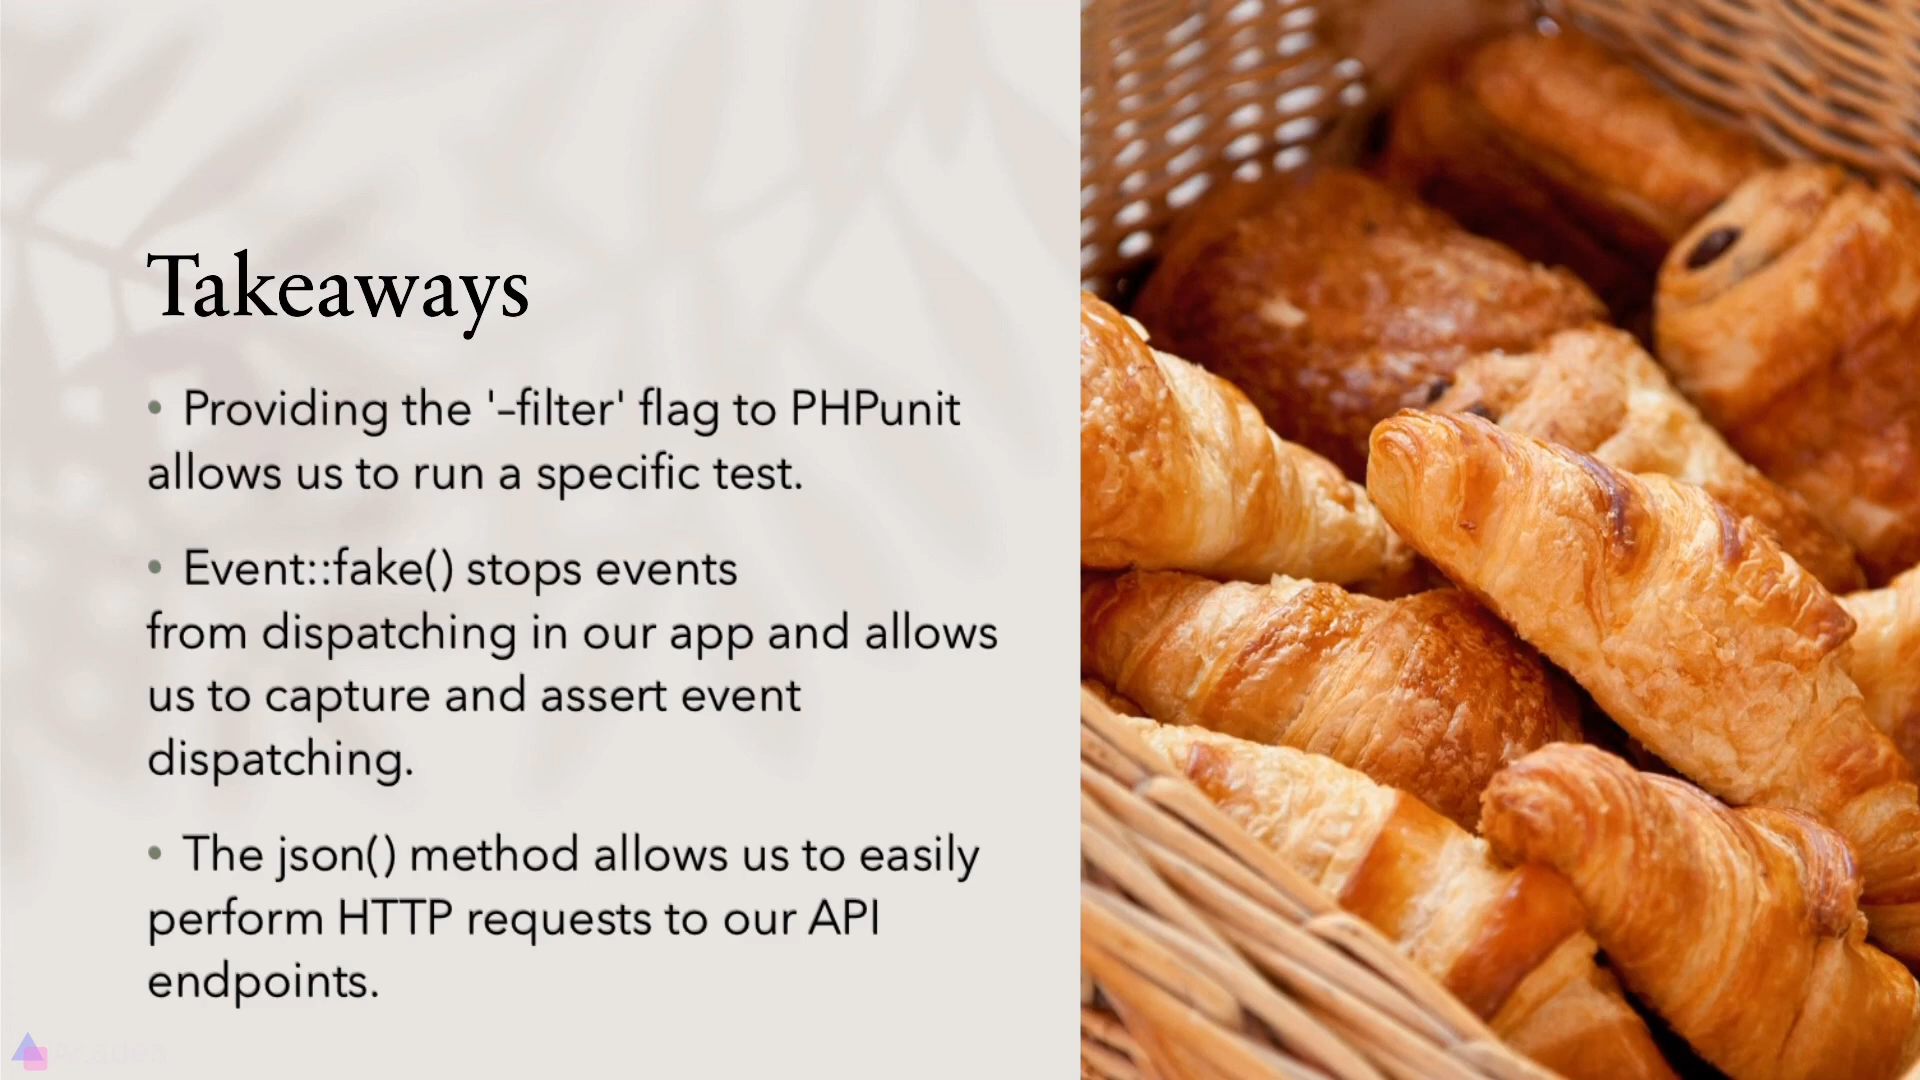 Takeaways
• Providing the '–filter' flag to PHPunit
allows us to run a specific test.
• Event::fake() stops events
from dispatching in our app and allows
us to capture and assert event
dispatching.
• The json() method allows us to easily
perform HTTP requests to our API
endpoints.